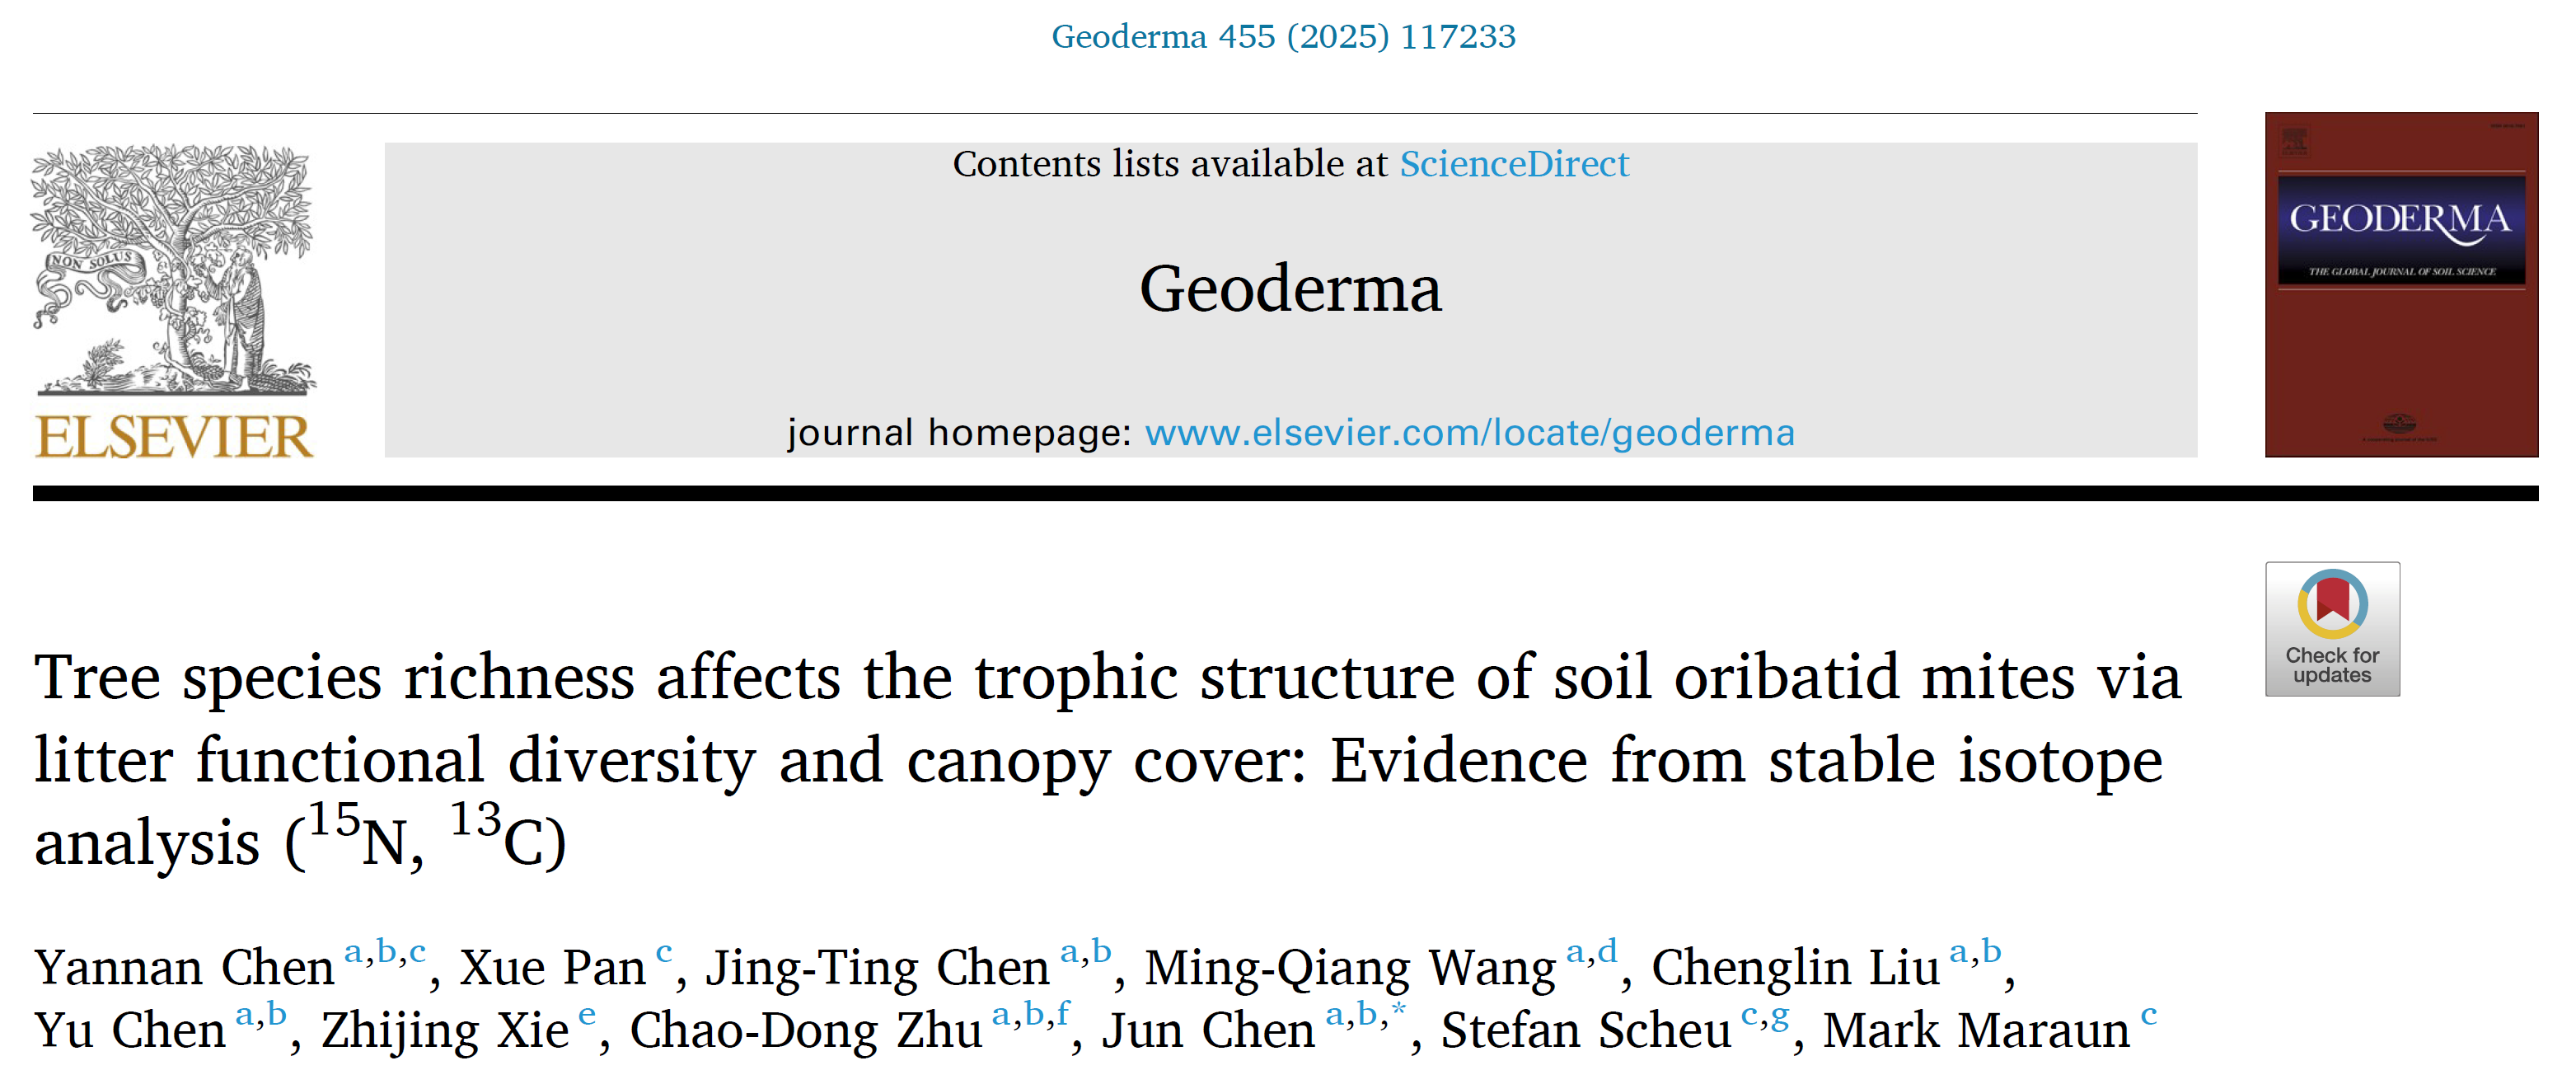 Geoderma 455 (2025) 117233
Contents lists available at ScienceDirect
Geoderma
journal homepage: www.elsevier.com/locate/geoderma
NON SOLUS
ELSEVIER
GEODERMA
THE GLOBAL JOURNAL OF SOIL SCIENCE
Check for
updates
Tree species richness affects the trophic structure of soil oribatid mites via
litter functional diversity and canopy cover: Evidence from stable isotope
analysis (¹⁵N, ¹³C)
Yannan Chen a,b,c, Xue Pan c, Jing-Ting Chen a,b, Ming-Qiang Wang a,d, Chenglin Liu a,b,
Yu Chen a,b, Zhijing Xie e, Chao-Dong Zhu a,b,f, Jun Chen a,b,*, Stefan Scheu c,g, Mark Maraun c